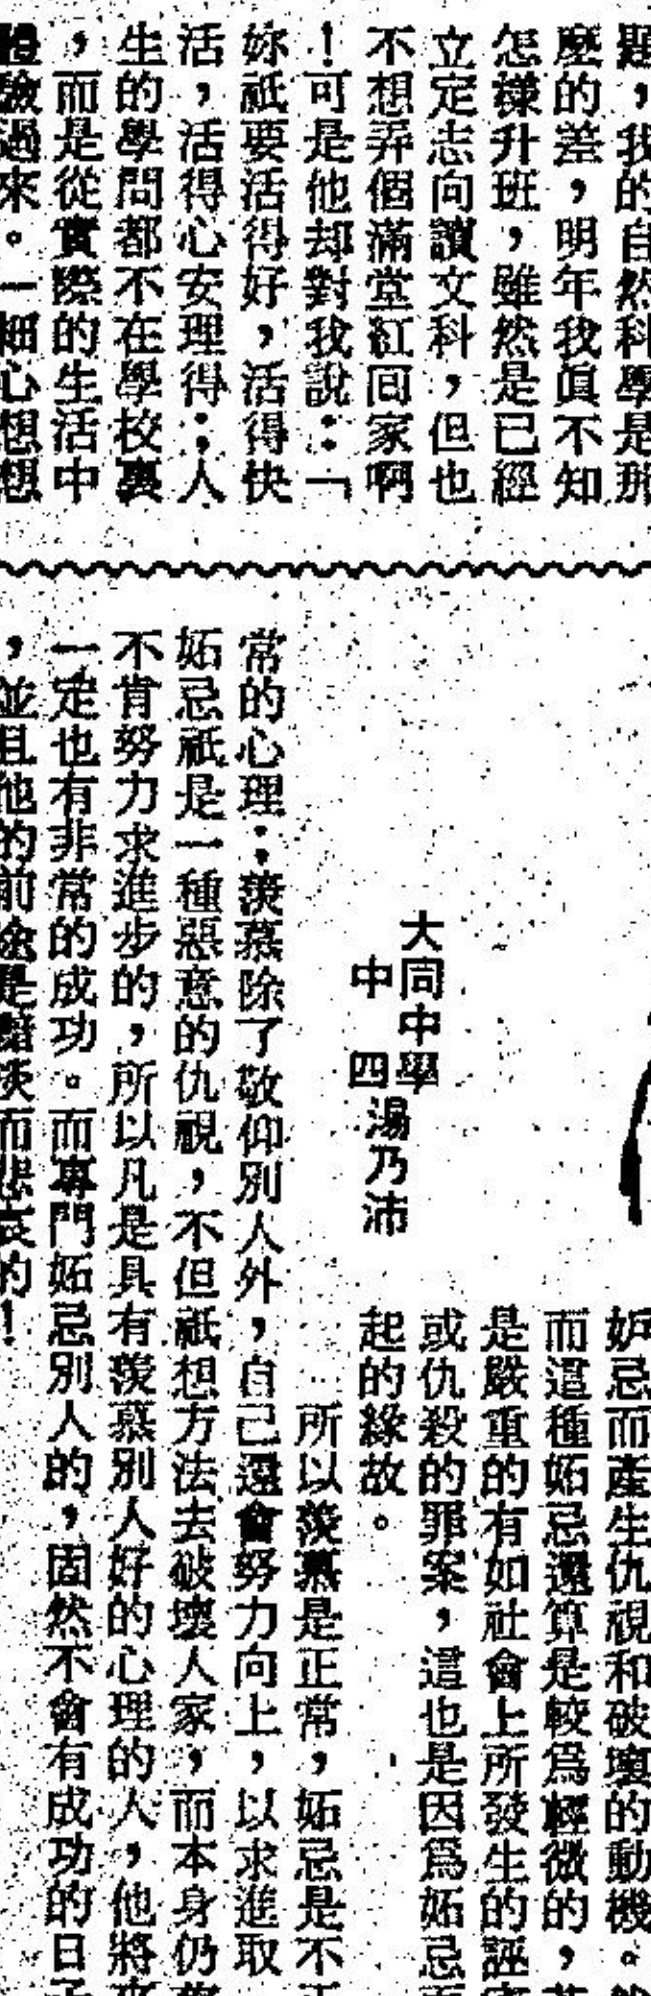 題，我的自然科學是那
麼的差，明年我眞不知
怎樣升班，雖然是已經
立定志向讀文科，但也
不想弄個滿堂紅囘家啊
！可是他却對我說：「
妳祇要活得好，活得快
活，活得心安理得；人
生的學問都不在學校裏
，而是從實際的生活中
體驗過來。一細心想想
大同中學
中四
湯乃沛
妒忌而產生仇視和破壞的動機。
而這種妬忌還算是較爲輕微的，
是嚴重的有如社會上所發生的誣
或仇殺的罪案，這也是因爲妬忌而
起的緣故。
所以羨慕是正常，妬忌是不正
常的心理：羨慕除了敬仰別人外，自己還會努力向上，以求進取
妬忌祇是一種惡意的仇視，不但祇想方法去破壞人家，而本身仍
不肯努力求進步的，所以凡是具有羨慕別人好的心理的人，他將來
一定也有非常的成功。而專門妬忌別人的，固然不會有成功的日子
，並且他的前途是黯淡而悲哀的！